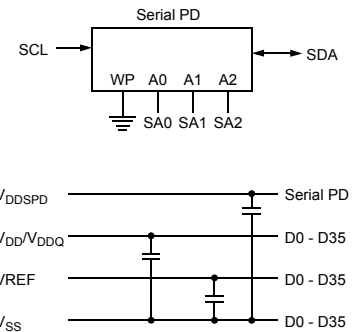 Serial PD
SCL
SDA
WP A0 A1 A2
SA0 SA1 SA2
VDDSPD Serial PD
VDD/VDDQ D0 - D35
VREF D0 - D35
VSS D0 - D35